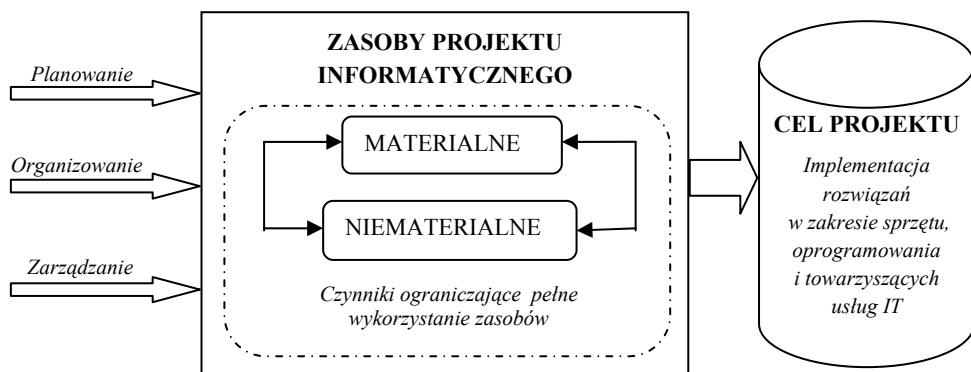 Planowanie
Organizowanie
Zarządzanie
ZASOBY PROJEKTU
INFORMATYCZNEGO
MATERIALNE
NIEMATERIALNE
Czynniki ograniczające pełne
wykorzystanie zasobów
CEL PROJEKTU
Implementacja
rozwiązań
w zakresie sprzętu,
oprogramowania
i towarzyszących
usług IT